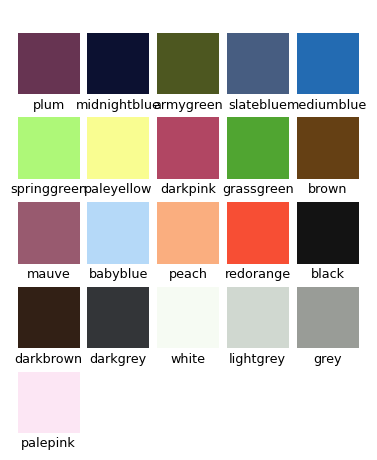 plum midnightblue armygreen slateblue mediumblue
springgreen paleyellow darkpink grassgreen brown
mauve babyblue peach redorange black
darkbrown darkgrey white lightgrey grey
palepink